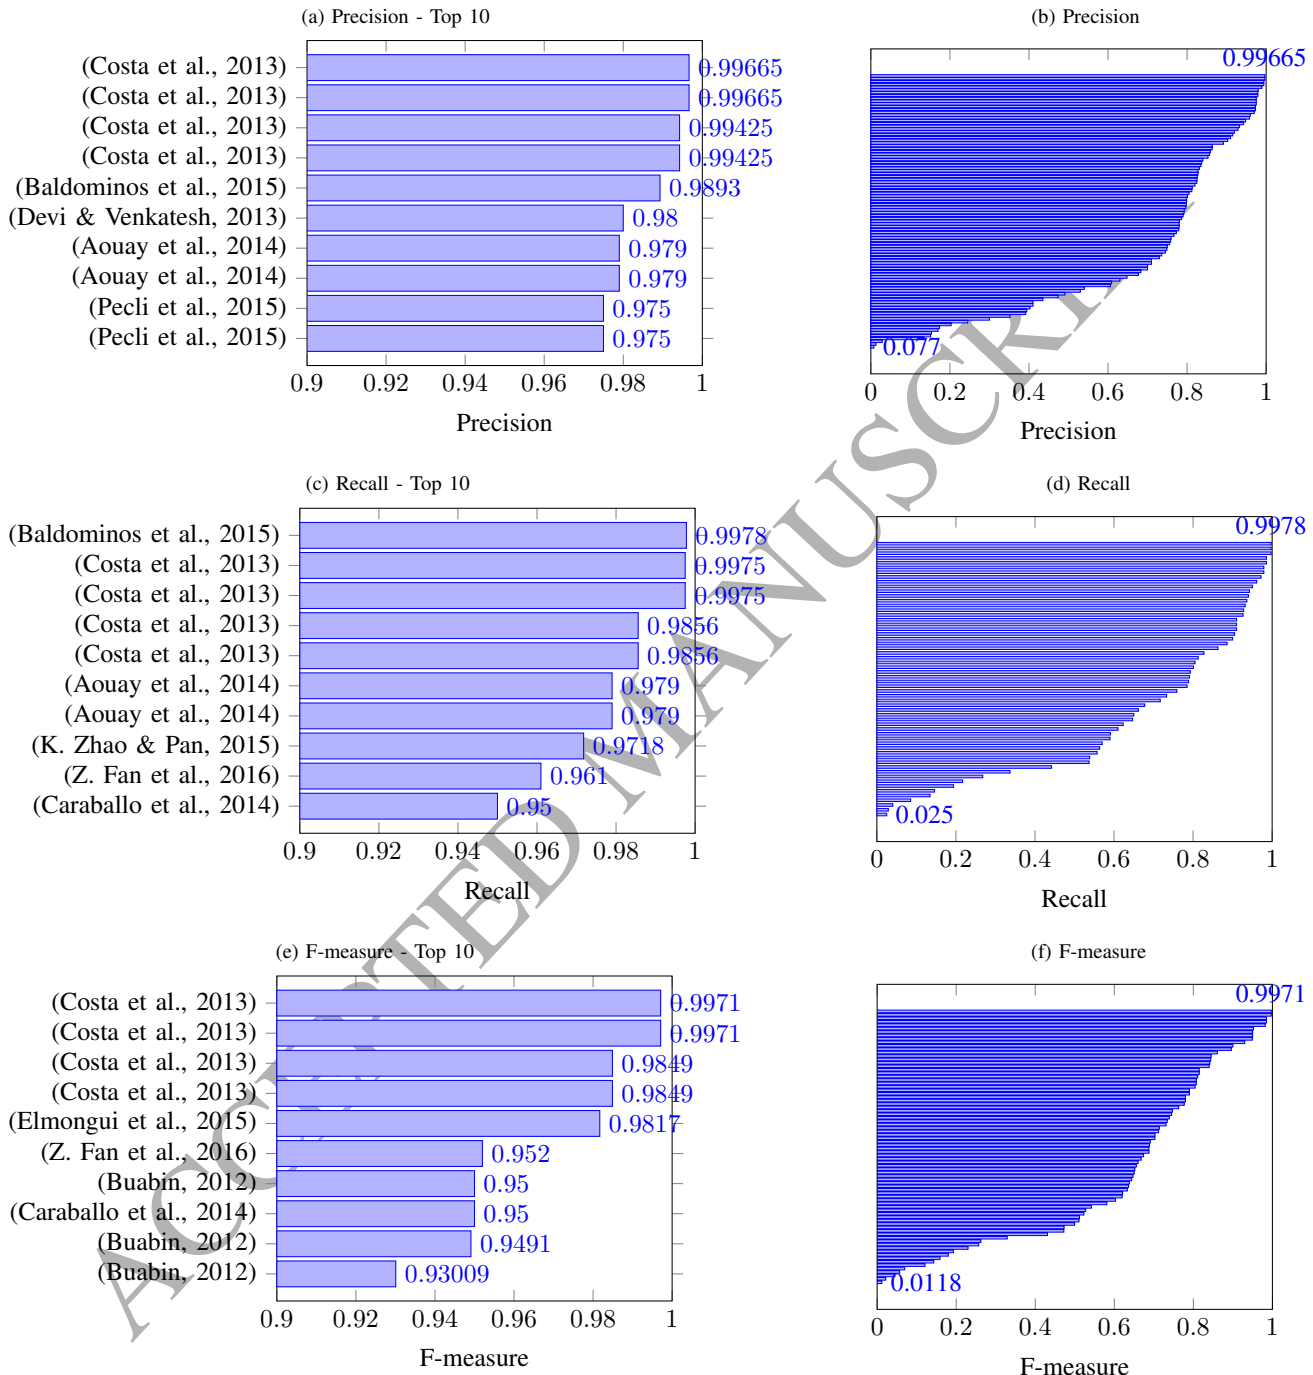 (a) Precision - Top 10
(Costa et al., 2013) 0.99665
(Costa et al., 2013) 0.99665
(Costa et al., 2013) 0.99425
(Costa et al., 2013) 0.99425
(Baldominos et al., 2015) 0.9893
(Devi & Venkatesh, 2013) 0.98
(Aouay et al., 2014) 0.979
(Aouay et al., 2014) 0.979
(Pecli et al., 2015) 0.975
(Pecli et al., 2015) 0.975
0.9 0.92 0.94 0.96 0.98 1
Precision
(b) Precision
0.99665
0.077
0 0.2 0.4 0.6 0.8 1
Precision
(c) Recall - Top 10
(Baldominos et al., 2015) 0.9978
(Costa et al., 2013) 0.9975
(Costa et al., 2013) 0.9975
(Costa et al., 2013) 0.9856
(Costa et al., 2013) 0.9856
(Aouay et al., 2014) 0.979
(Aouay et al., 2014) 0.979
(K. Zhao & Pan, 2015) 0.9718
(Z. Fan et al., 2016) 0.961
(Caraballo et al., 2014) 0.95
0.9 0.92 0.94 0.96 0.98 1
Recall
(d) Recall
0.9978
0.025
0 0.2 0.4 0.6 0.8 1
Recall
(e) F-measure - Top 10
(Costa et al., 2013) 0.9971
(Costa et al., 2013) 0.9971
(Costa et al., 2013) 0.9849
(Costa et al., 2013) 0.9849
(Elmongui et al., 2015) 0.9817
(Z. Fan et al., 2016) 0.952
(Buabin, 2012) 0.95
(Caraballo et al., 2014) 0.95
(Buabin, 2012) 0.9491
(Buabin, 2012) 0.93009
0.9 0.92 0.94 0.96 0.98 1
F-measure
(f) F-measure
0.9971
0.0118
0 0.2 0.4 0.6 0.8 1
F-measure
ACCEPTED MANUSCRIPT